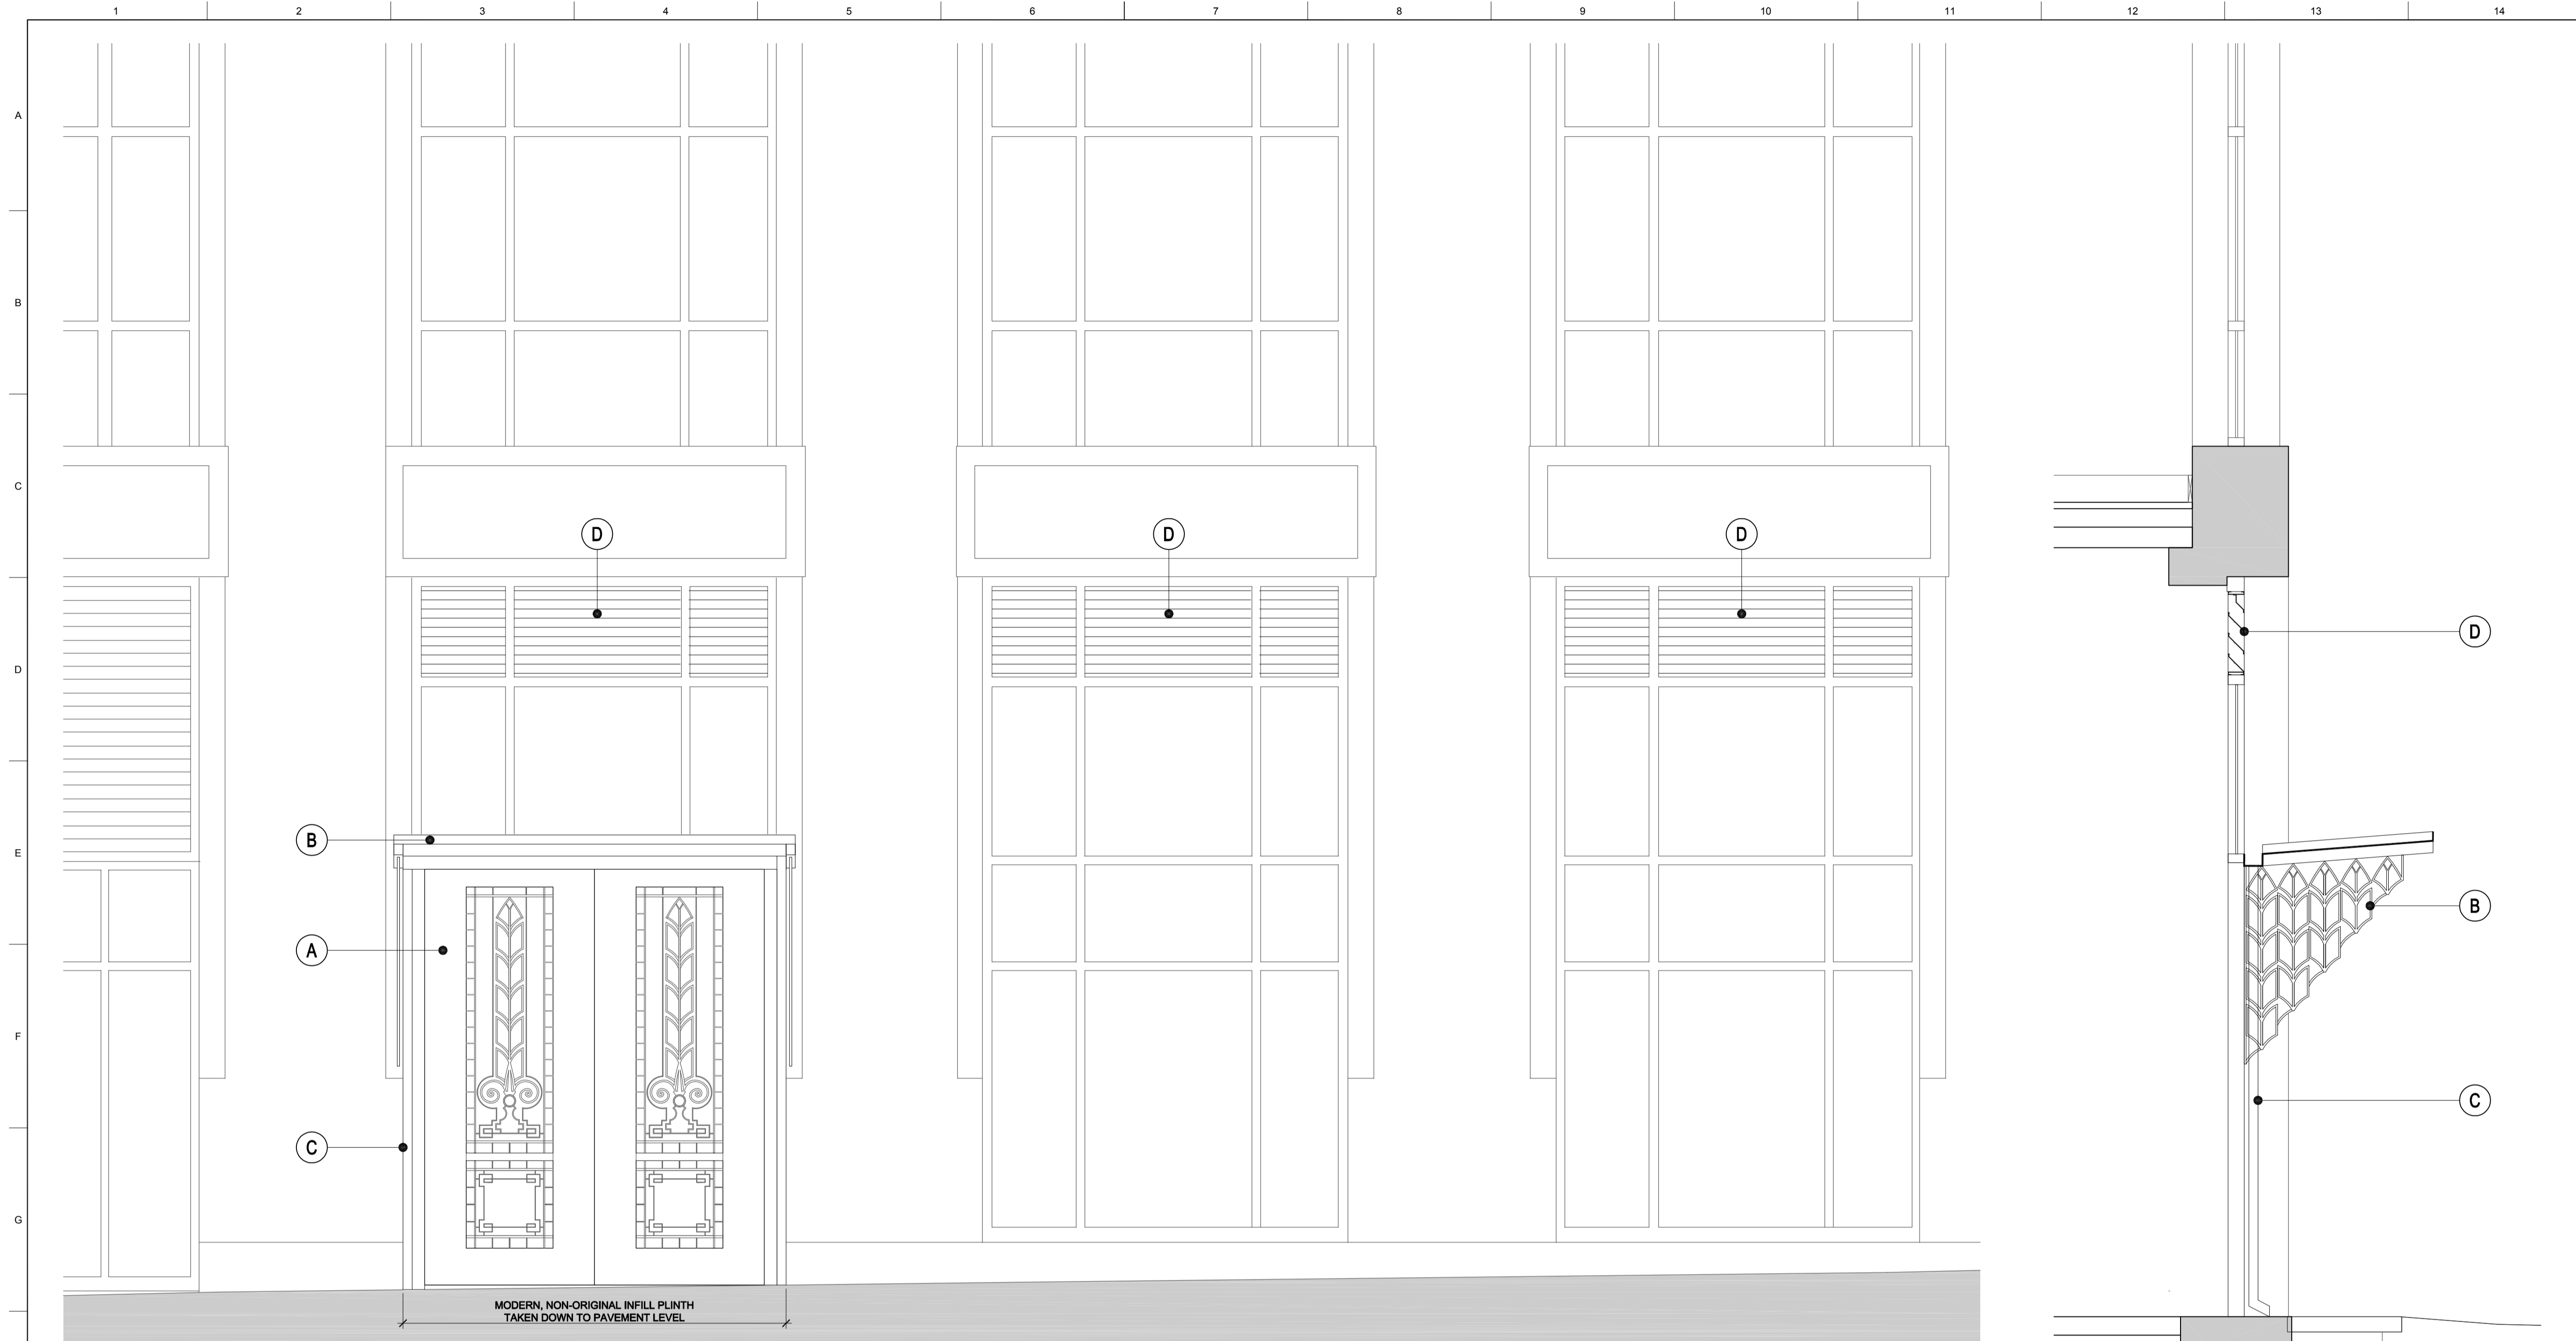 1 2 3 4 5 6 7 8 9 10 11 12 13 14
A
B
C
D D D
D
D
B
E
B
A
F
C
C
G
MODERN, NON-ORIGINAL INFILL PLINTH
TAKEN DOWN TO PAVEMENT LEVEL